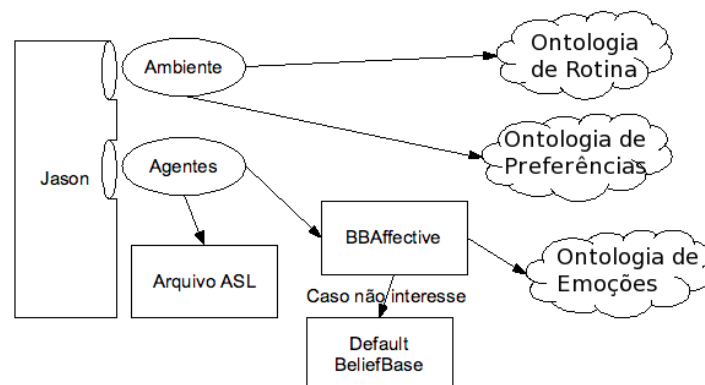 Ontologia
de Rotina
Ambiente
Ontologia de
Preferências
Jason
Agentes
BBAffective
Ontologia de
Emoções
Arquivo ASL
Caso não interesse
Default
BeliefBase